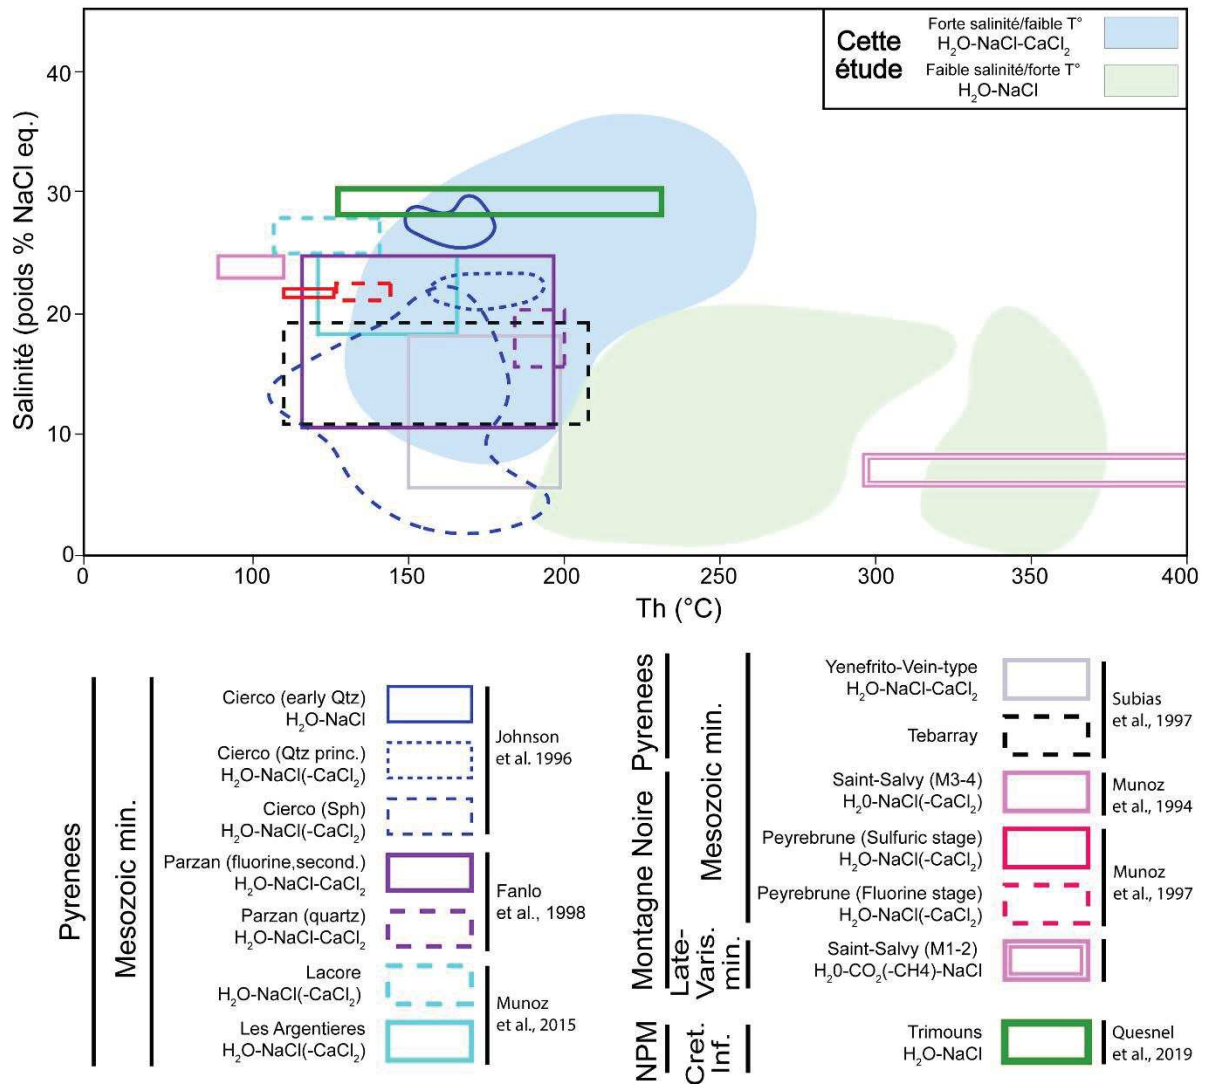 Cette
étude
Forte salinité/faible T°
H₂O-NaCl-CaCl₂
Faible salinité/forte T°
H₂O-NaCl
Salinité (poids % NaCl eq.)
40
30
20
10
0
0
100
150
200
250
300
350
400
Th (°C)
Pyrenees
Mesozoic min.
Cierco (early Qtz)
H₂O-NaCl
Cierco (Qtz princ.)
H₂O-NaCl(-CaCl₂)
Cierco (Sph)
H₂O-NaCl(-CaCl₂)
Johnson
et al. 1996
Parzan (fluorine,second.)
H₂O-NaCl-CaCl₂
Parzan (quartz)
H₂O-NaCl-CaCl₂
Fanlo
et al., 1998
Lacore
H₂O-NaCl(-CaCl₂)
Les Argentieres
H₂O-NaCl(-CaCl₂)
Munoz
et al., 2015
Pyrenees
Montagne Noire
Mesozoic min.
Yenefrito-Vein-type
H₂O-NaCl-CaCl₂
Tebarray
Subias
et al., 1997
Saint-Salvy (M3-4)
H₂0-NaCl(-CaCl₂)
Munoz
et al., 1994
Peyrebrune (Sulfuric stage)
H₂O-NaCl(-CaCl₂)
Peyrebrune (Fluorine stage)
H₂O-NaCl(-CaCl₂)
Munoz
et al., 1997
Late-
Varis.
min.
Saint-Salvy (M1-2)
H₂0-CO₂(-CH4)-NaCl
NPM
Cret.
Inf.
Trimouns
H₂O-NaCl
Quesnel
et al., 2019